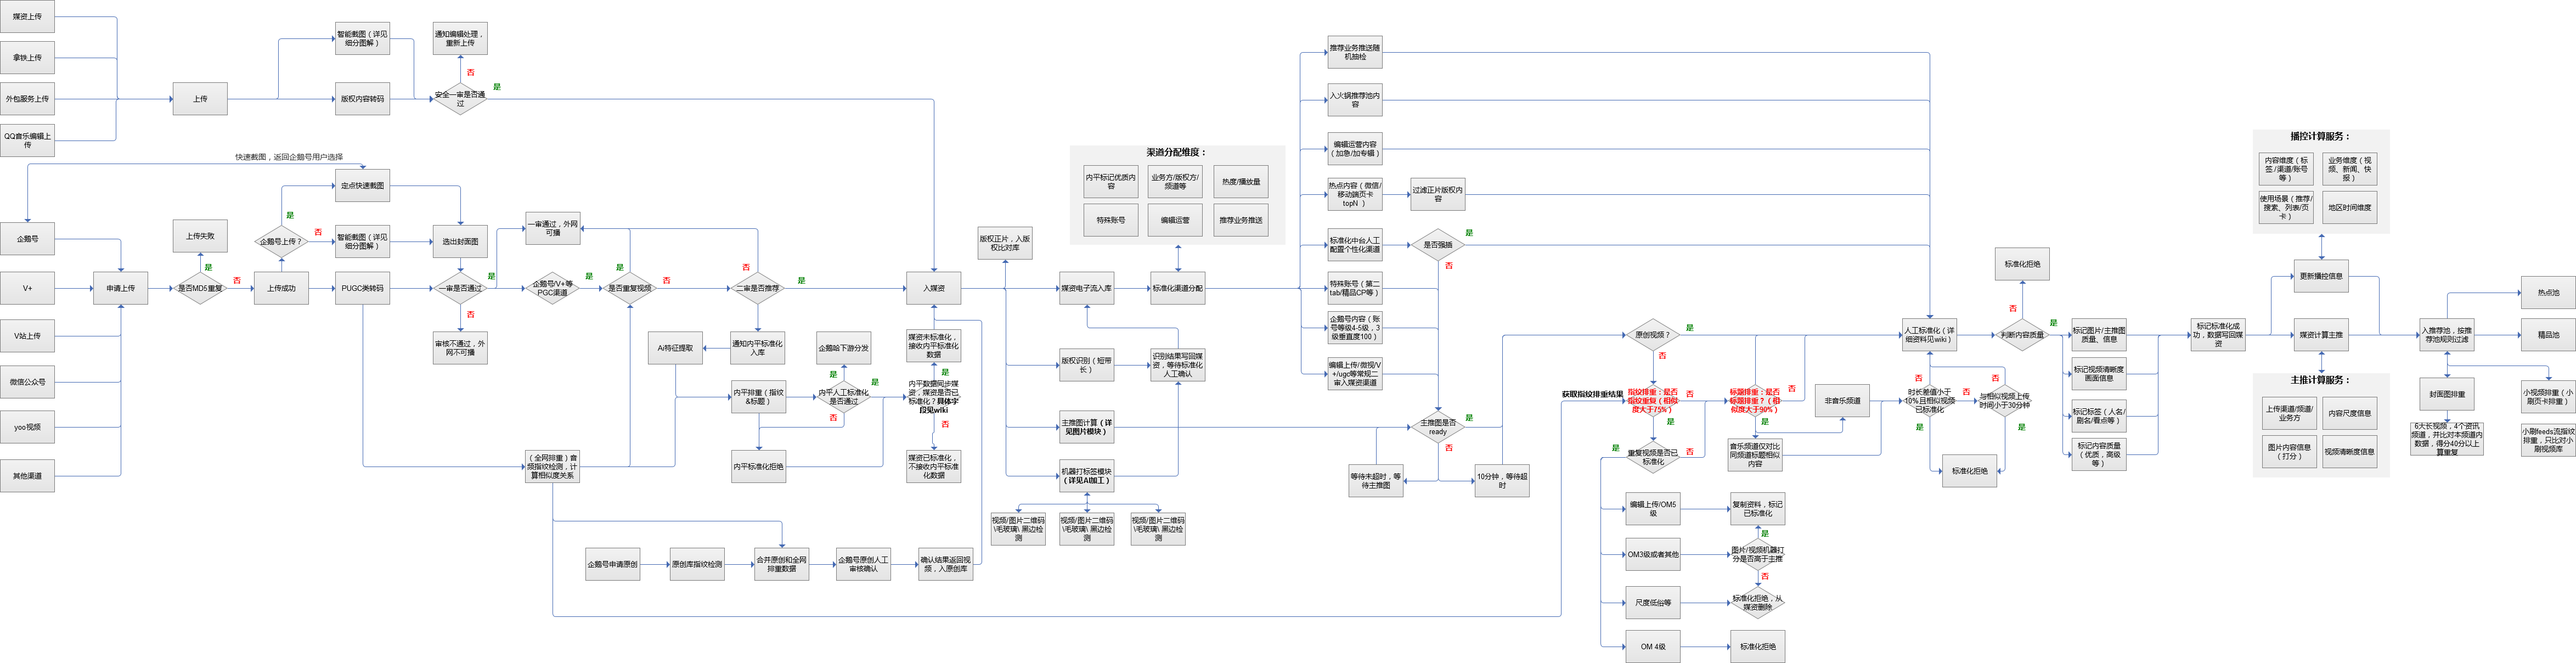 媒资上传
拿铁上传
外包服务上传
QQ音乐编辑上
传
上传
智能截图（详见
细分图解）
版权内容转码
通知编辑处理，
重新上传
否
安全一审是否通
过
是
快速截图，返回企鹅号用户选择
企鹅号
V+
V站上传
微信公众号
yoo视频
其他渠道
申请上传
上传失败
是
是否MD5重复
否
定点快速截图
是
企鹅号上传？
否
上传成功
智能截图（详见
细分图解）
PUGC类转码
选出封面图
一审是否通过
是
否
审核不通过，外
网不可播
一审通过，外网
可播
企鹅号/V+等
PGC渠道
是
是
是否重复视频
否
（全网排重）音
频指纹检测，计
算相似度关系
否
二审是否推荐
是
Ai特征提取
通知内平标准化
入库
内平排重（指纹
&标题）
内平标准化拒绝
企鹅哈下游分发
是
内平人工标准化
是否通过
是
否
入媒资
媒资未标准化，
接收内平标准化
数据
是
内平数据同步媒
资，媒资是否已
标准化？具体字
段见wiki
否
媒资已标准化，
不接收内平标准
化数据
企鹅号申请原创
原创库指纹检测
合并原创和全网
排重数据
企鹅号原创人工
审核确认
确认结果返回视
频，入原创库
版权正片，入版
权比对库
渠道分配维度：
内平标记优质内
容
业务方/版权方/
频道等
热度/播放量
特殊账号
编辑运营
推荐业务推送
媒资电子流入库
标准化渠道分配
版权识别（短带
长）
识别结果写回媒
资，等待标准化
人工确认
主推图计算（详
见图片模块）
机器打标签模块
（详见AI加工）
视频/图片二维码
\毛玻璃\ 黑边检
测
视频/图片二维码
\毛玻璃\ 黑边检
测
视频/图片二维码
\毛玻璃\ 黑边检
测
推荐业务推送随
机抽检
入火锅推荐池内
容
编辑运营内容
（加急/加专辑）
热点内容（微信/
移动端页卡
topN ）
过滤正片版权内
容
标准化中台人工
配置个性化渠道
是否强插
是
否
特殊账号（第二
tab/精品CP等）
企鹅号内容（账
号等级4-5级，3
级垂直度100）
编辑上传/微视/V
+/ugc等常规二
审入媒资渠道
主推图是否
ready
是
否
等待未超时，等
待主推图
10分钟，等待超
时
原创视频？
是
否
获取指纹排重结果
指纹排重：是否
指纹重复（相似
度大于75%）
否
是
重复视频是否已
标准化
否
标题排重：是否
标题重复？（相
似度大于90%）
否
是
音乐频道仅对比
同频道标题相似
内容
非音乐频道
编辑上传/OM5
级
复制资料，标记
已标准化
是
OM3级或者其他
图片/视频机器打
分是否高于主推
否
尺度低俗等
标准化拒绝，从
媒资删除
OM 4级
标准化拒绝
人工标准化（详
细资料见wiki）
否
时长差值小于
10%且相似视频
已标准化
否
是
否
与相似视频上传
时间小于30分钟
是
标准化拒绝
标准化拒绝
否
判断内容质量
是
标记图片/主推图
质量、信息
标记视频清晰度
画面信息
标记标签（人名/
剧名/看点等）
标记内容质量
（优质，高级
等）
标记标准化成
功，数据写回媒
资
播控计算服务：
内容维度（标
签 /渠道/账号
等）
业务维度（视
频、新闻、快
报）
使用场景（推荐/
搜素、列表/页
卡）
地区时间维度
更新播控信息
媒资计算主推
主推计算服务：
上传渠道/频道/
业务方
内容尺度信息
图片内容信息
（打分）
视频清晰度信息
入推荐池，按推
荐池规则过滤
封面图排重
6天长视频，4个资讯
频道，并比对本频道内
数据，得分40分以上
算重复
热点池
精品池
小视频排重（小
刷页卡排重）
小刷feeds流指纹
排重，只比对小
刷视频库